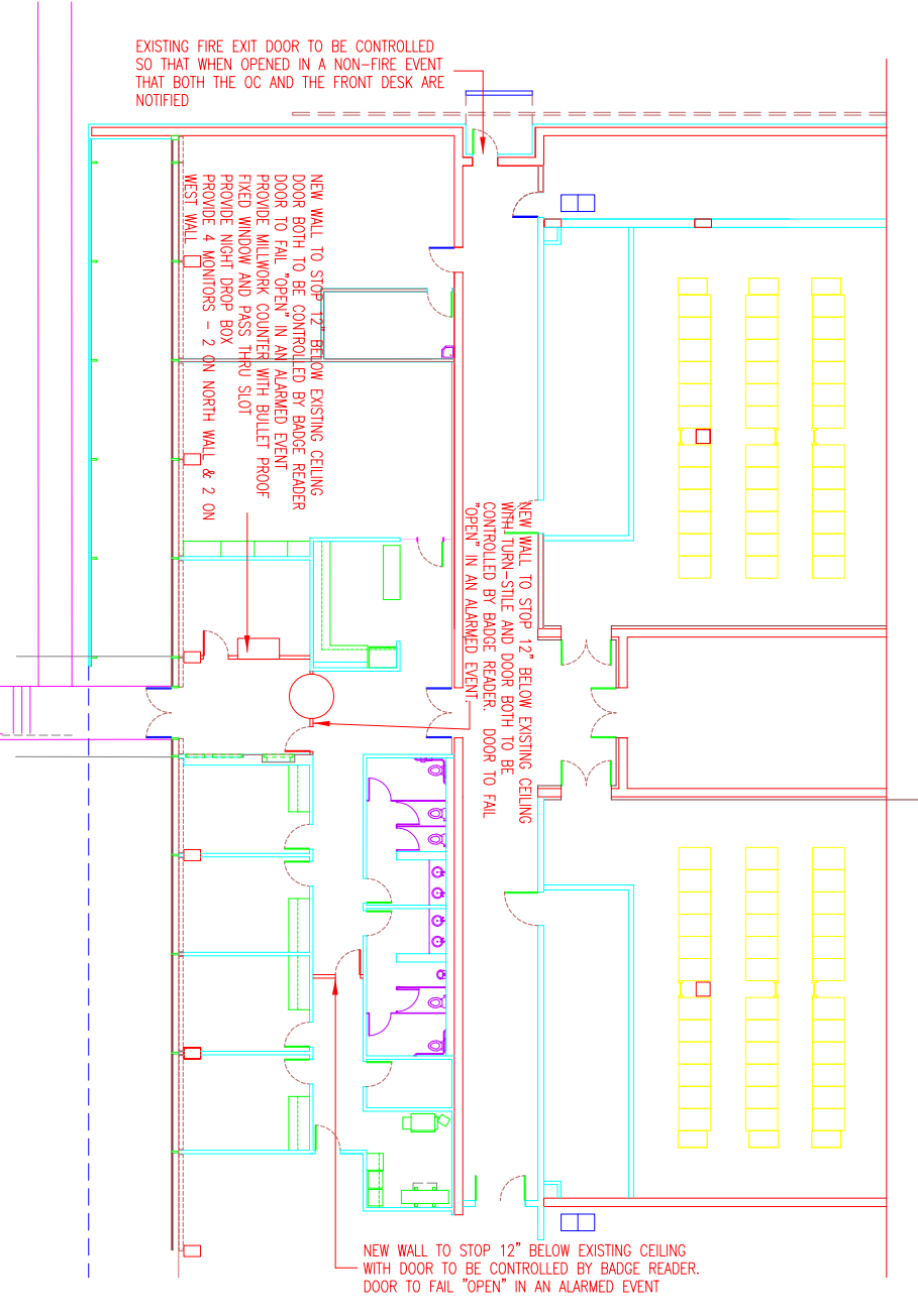 EXISTING FIRE EXIT DOOR TO BE CONTROLLED
SO THAT WHEN OPENED IN A NON-FIRE EVENT
THAT BOTH THE OC AND THE FRONT DESK ARE
NOTIFIED
NEW WALL TO STOP 12" BELOW EXISTING CEILING
DOOR BOTH TO BE CONTROLLED BY BADGE READER
DOOR TO FAIL "OPEN" IN AN ALARMED EVENT
PROVIDE MILLWORK COUNTER WITH BULLET PROOF
FIXED WINDOW AND PASS THRU SLOT
PROVIDE NIGHT DROP BOX
PROVIDE 4 MONITORS - 2 ON NORTH WALL & 2 ON
WEST WALL
NEW WALL TO STOP 12" BELOW EXISTING CEILING
WITH TURN-STILE AND DOOR BOTH TO BE
CONTROLLED BY BADGE READER. DOOR TO FAIL
"OPEN" IN AN ALARMED EVENT.
NEW WALL TO STOP 12" BELOW EXISTING CEILING
WITH DOOR TO BE CONTROLLED BY BADGE READER.
DOOR TO FAIL "OPEN" IN AN ALARMED EVENT